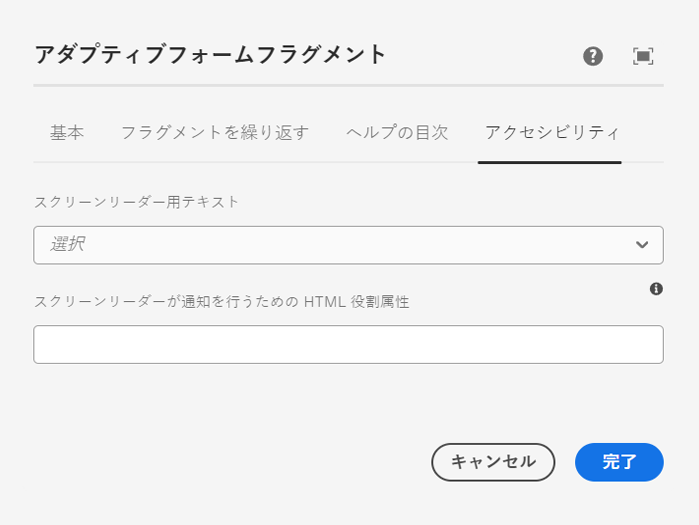 アダプティブフォームフラグメント
基本 フラグメントを繰り返す ヘルプの目次 アクセシビリティ
スクリーンリーダー用テキスト
選択
スクリーンリーダーが通知を行うための HTML 役割属性
キャンセル 完了